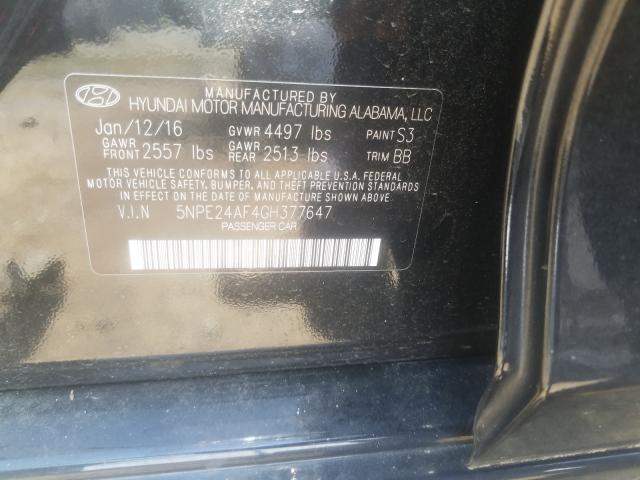 MANUFACTURED BY
HYUNDAI MOTOR MANUFACTURING ALABAMA, LLC
Jan/12/16 GVWR 4497 lbs PAINT S3
GAWR FRONT 2557 lbs GAWR REAR 2513 lbs TRIM BB
THIS VEHICLE CONFORMS TO ALL APPLICABLE U.S.A. FEDERAL
MOTOR VEHICLE SAFETY, BUMPER, AND THEFT PREVENTION STANDARDS
IN EFFECT ON THE DATE OF MANUFACTURE SHOWN ABOVE.
V.I.N 5NPE24AF4GH377647
PASSENGER CAR